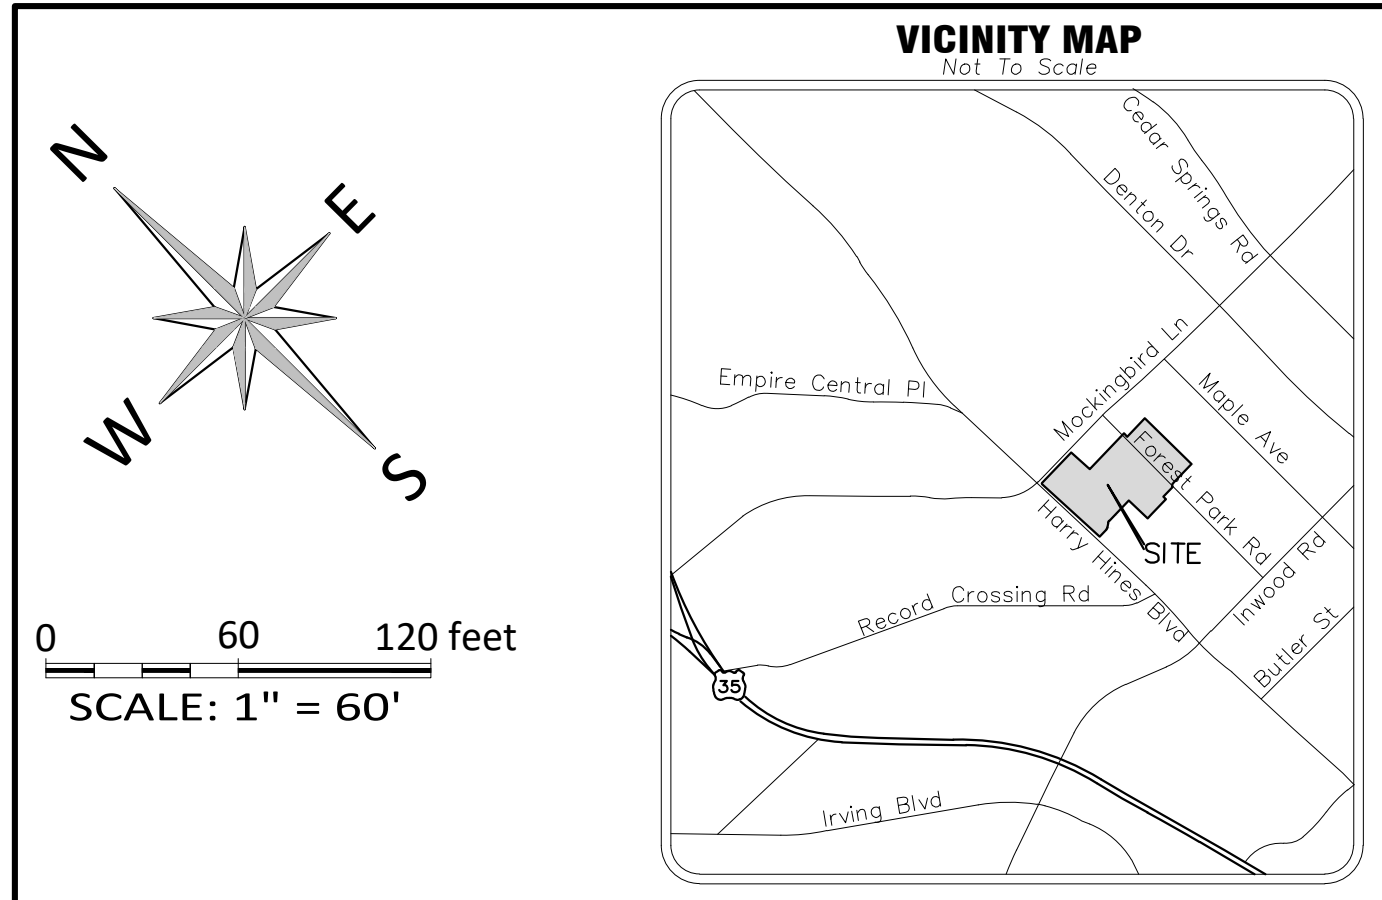 VICINITY MAP
Not To Scale
N
E
W
S
0 60 120 feet
SCALE: 1" = 60'
Cedar Springs Rd
Denton Dr
Mockingbird Ln
Maple Ave
Empire Central Pl
Forest Park Rd
Harry Hines Blvd
SITE
Inwood Rd
Butler St
Record Crossing Rd
35
Irving Blvd